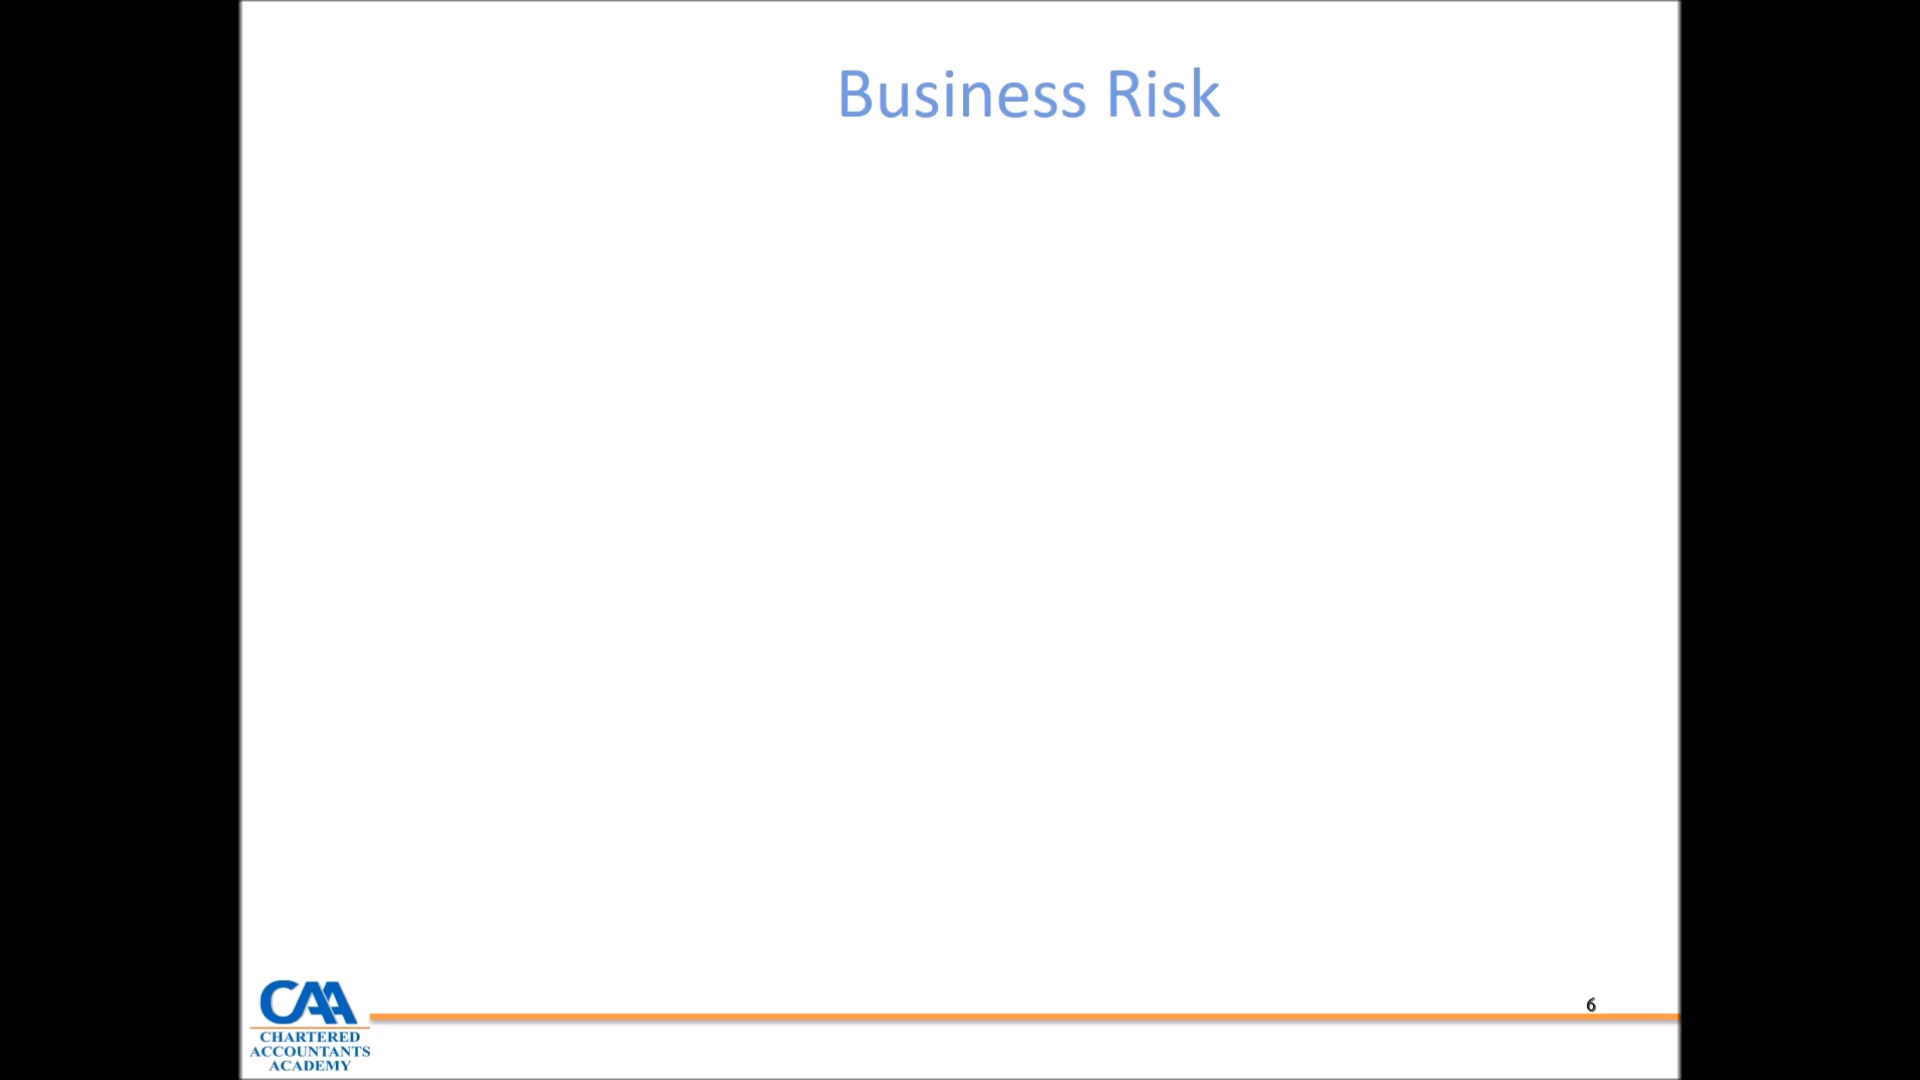 Business Risk
6
CAA
CHARTERED
ACCOUNTANTS
ACADEMY